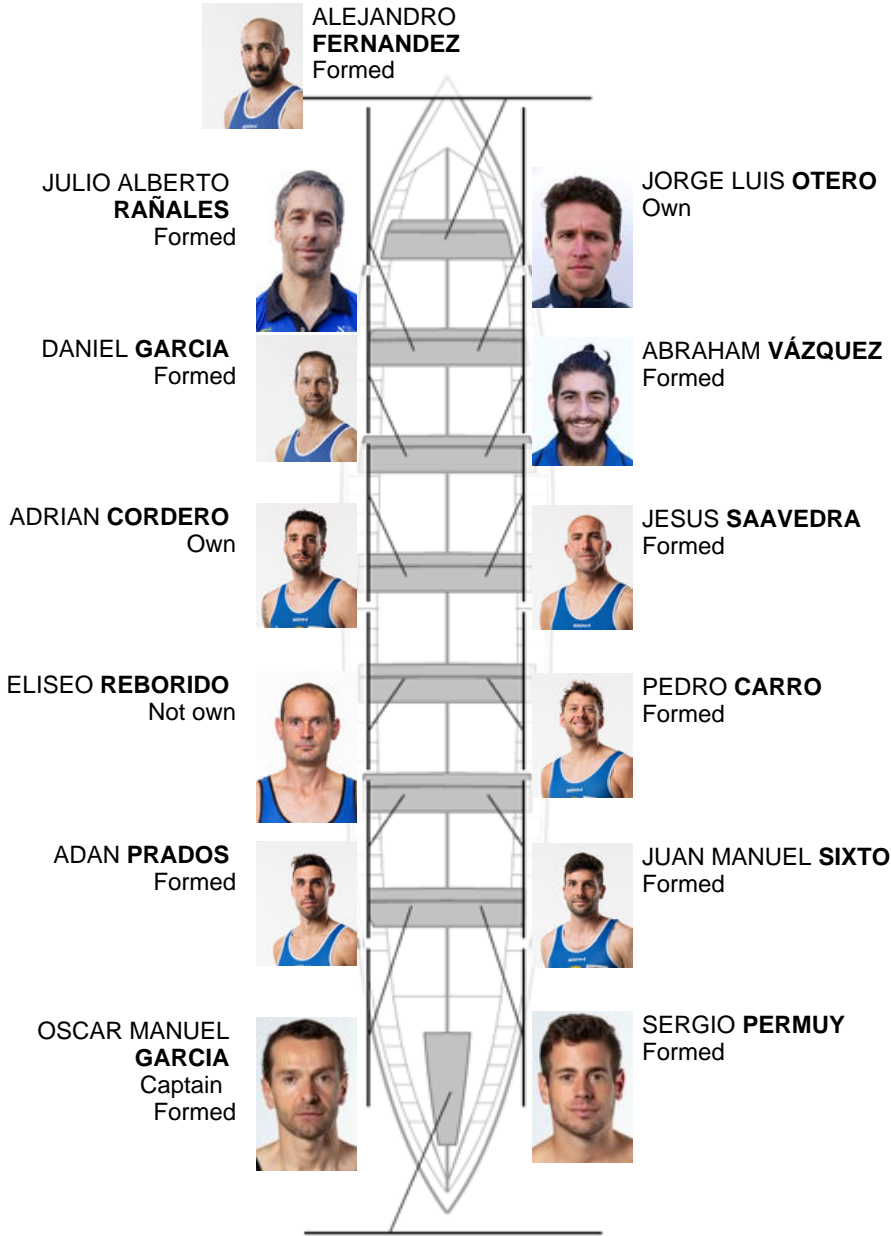 ALEJANDRO
FERNANDEZ
Formed
JULIO ALBERTO
RAÑALES
Formed
JORGE LUIS OTERO
Own
DANIEL GARCIA
Formed
ABRAHAM VÁZQUEZ
Formed
ADRIAN CORDERO
Own
JESUS SAAVEDRA
Formed
ELISEO REBORIDO
Not own
PEDRO CARRO
Formed
ADAN PRADOS
Formed
JUAN MANUEL SIXTO
Formed
OSCAR MANUEL
GARCIA
Captain
Formed
SERGIO PERMUY
Formed